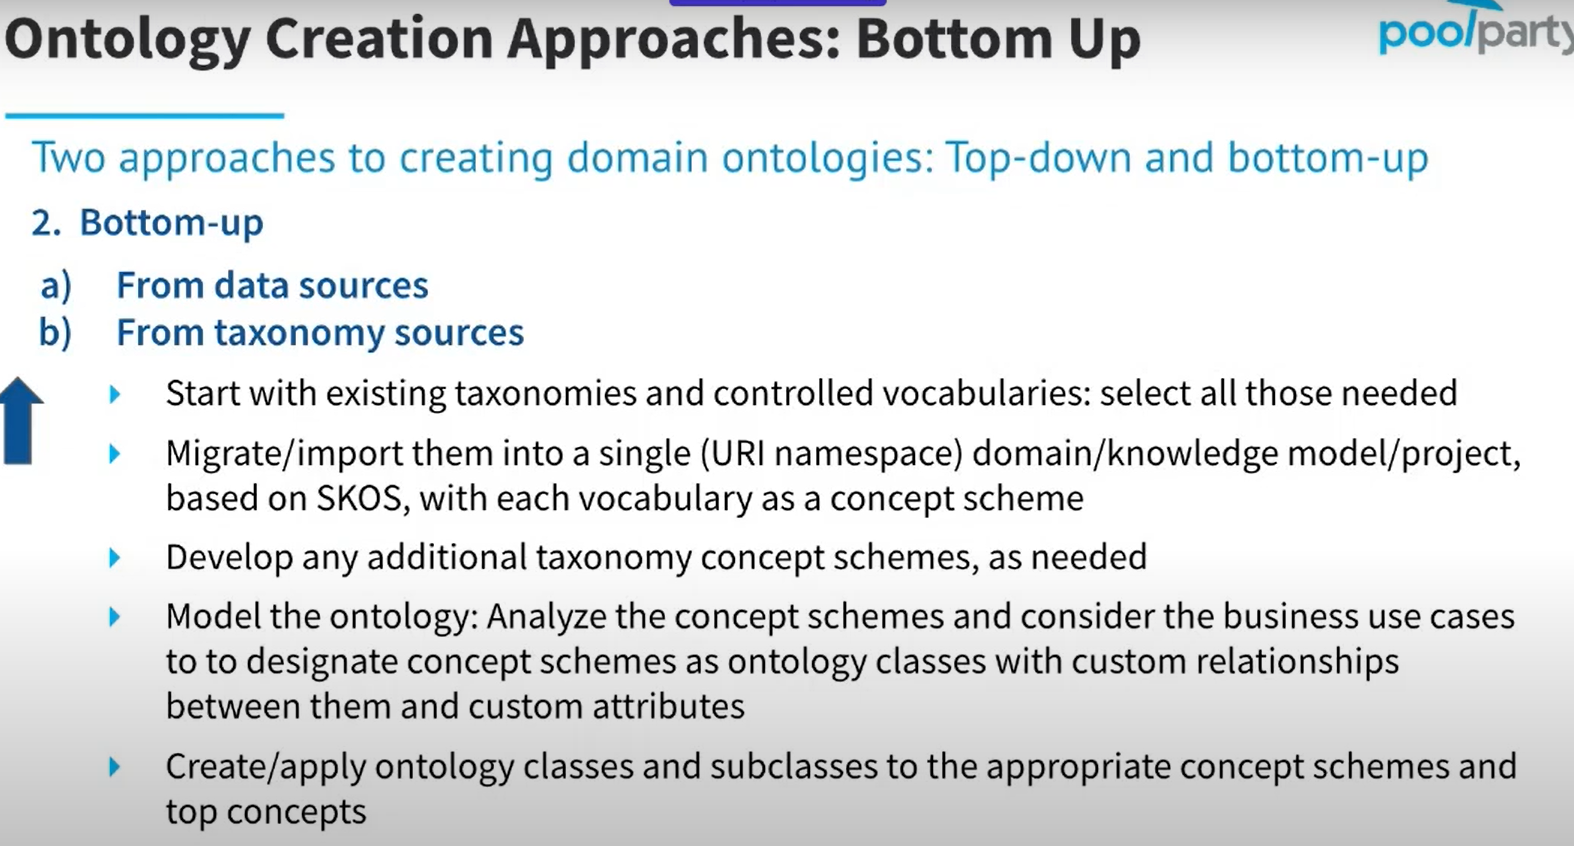 Ontology Creation Approaches: Bottom Up
poolparty
Two approaches to creating domain ontologies: Top-down and bottom-up
2. Bottom-up
a) From data sources
b) From taxonomy sources
Start with existing taxonomies and controlled vocabularies: select all those needed
Migrate/import them into a single (URI namespace) domain/knowledge model/project,
based on SKOS, with each vocabulary as a concept scheme
Develop any additional taxonomy concept schemes, as needed
Model the ontology: Analyze the concept schemes and consider the business use cases
to to designate concept schemes as ontology classes with custom relationships
between them and custom attributes
Create/apply ontology classes and subclasses to the appropriate concept schemes and
top concepts